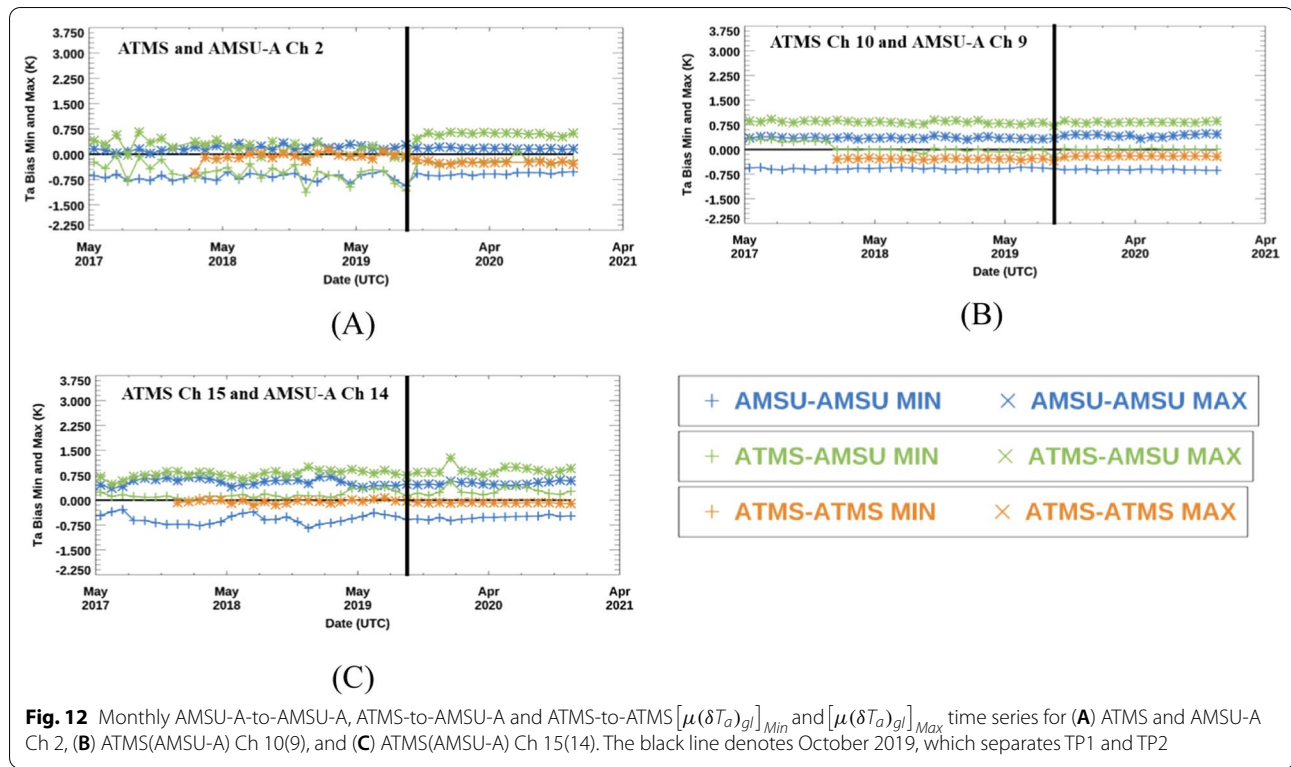 3.750
3.000
2.250
1.500
0.750
0.000
-0.750
-1.500
-2.250
Ta Bias Min and Max (K)
ATMS and AMSU-A Ch 2
May 2017
May 2018
May 2019
Apr 2020
Apr 2021
Date (UTC)
(A)
3.750
3.000
2.250
1.500
0.750
0.000
-0.750
-1.500
-2.250
Ta Bias Min and Max (K)
ATMS Ch 10 and AMSU-A Ch 9
May 2017
May 2018
May 2019
Apr 2020
Apr 2021
Date (UTC)
(B)
3.750
3.000
2.250
1.500
0.750
0.000
-0.750
-1.500
-2.250
Ta Bias Min and Max (K)
ATMS Ch 15 and AMSU-A Ch 14
May 2017
May 2018
May 2019
Apr 2020
Apr 2021
Date (UTC)
(C)
+ AMSU-AMSU MIN × AMSU-AMSU MAX
+ ATMS-AMSU MIN × ATMS-AMSU MAX
+ ATMS-ATMS MIN × ATMS-ATMS MAX
Fig. 12 Monthly AMSU-A-to-AMSU-A, ATMS-to-AMSU-A and ATMS-to-ATMS [μ(δT_a)_gl]_Min and [μ(δT_a)_gl]_Max time series for (A) ATMS and AMSU-A
Ch 2, (B) ATMS(AMSU-A) Ch 10(9), and (C) ATMS(AMSU-A) Ch 15(14). The black line denotes October 2019, which separates TP1 and TP2